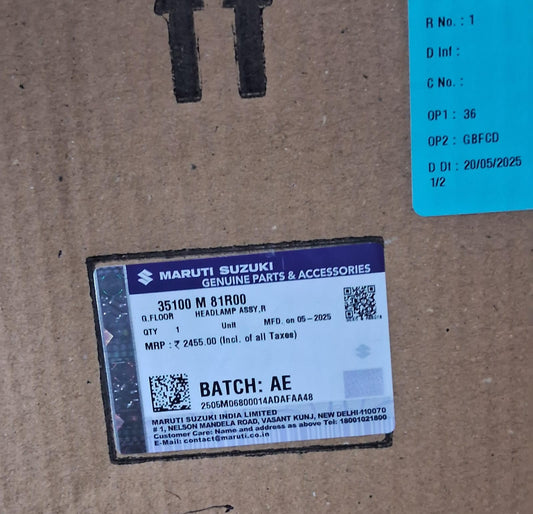 R No. : 1
D Inf :
C No. :
OP1 : 36
OP2 : GBFCD
D Dt : 20/05/2025
1/2
MARUTI SUZUKI
GENUINE PARTS & ACCESSORIES
35100 M 81R00
G.FLOOR HEADLAMP ASSY,R
QTY 1 Unit MFD. on 05-2025
MRP : ₹ 2455.00 (Incl. of all Taxes)
BATCH: AE
2505M06800014ADAFAA48
MARUTI SUZUKI INDIA LIMITED
# 1, NELSON MANDELA ROAD, VASANT KUNJ, NEW DELHI-110070
Customer Care: Name and address as above Tel: 18001021800
E-Mail: contact@maruti.co.in